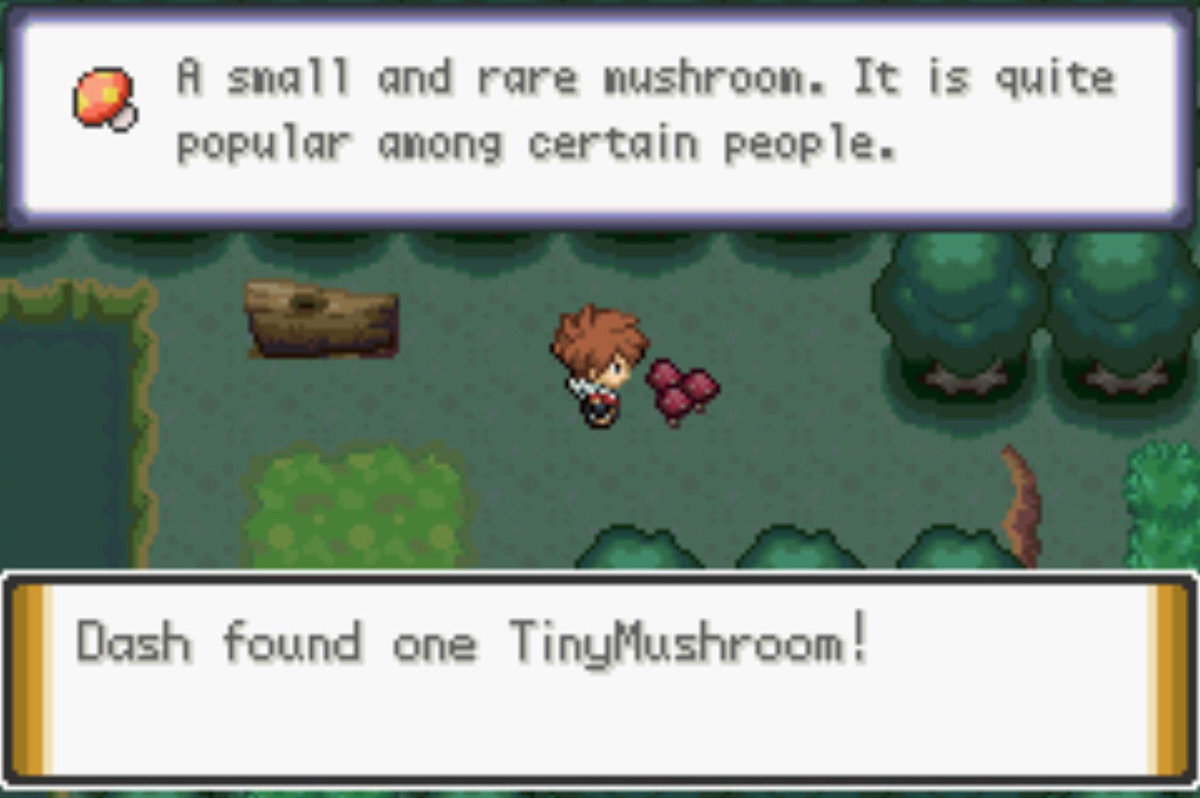 A small and rare mushroom. It is quite
popular among certain people.
Dash found one TinyMushroom!